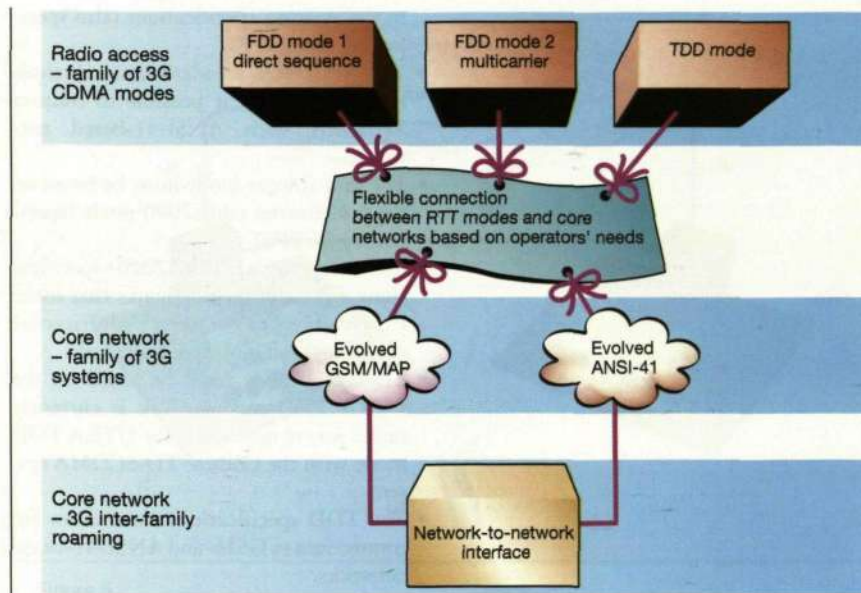 Radio access
– family of 3G
CDMA modes
FDD mode 1
direct sequence
FDD mode 2
multicarrier
TDD mode
Flexible connection
between RTT modes and core
networks based on operators' needs
Core network
– family of 3G
systems
Evolved
GSM/MAP
Evolved
ANSI-41
Core network
– 3G inter-family
roaming
Network-to-network
interface